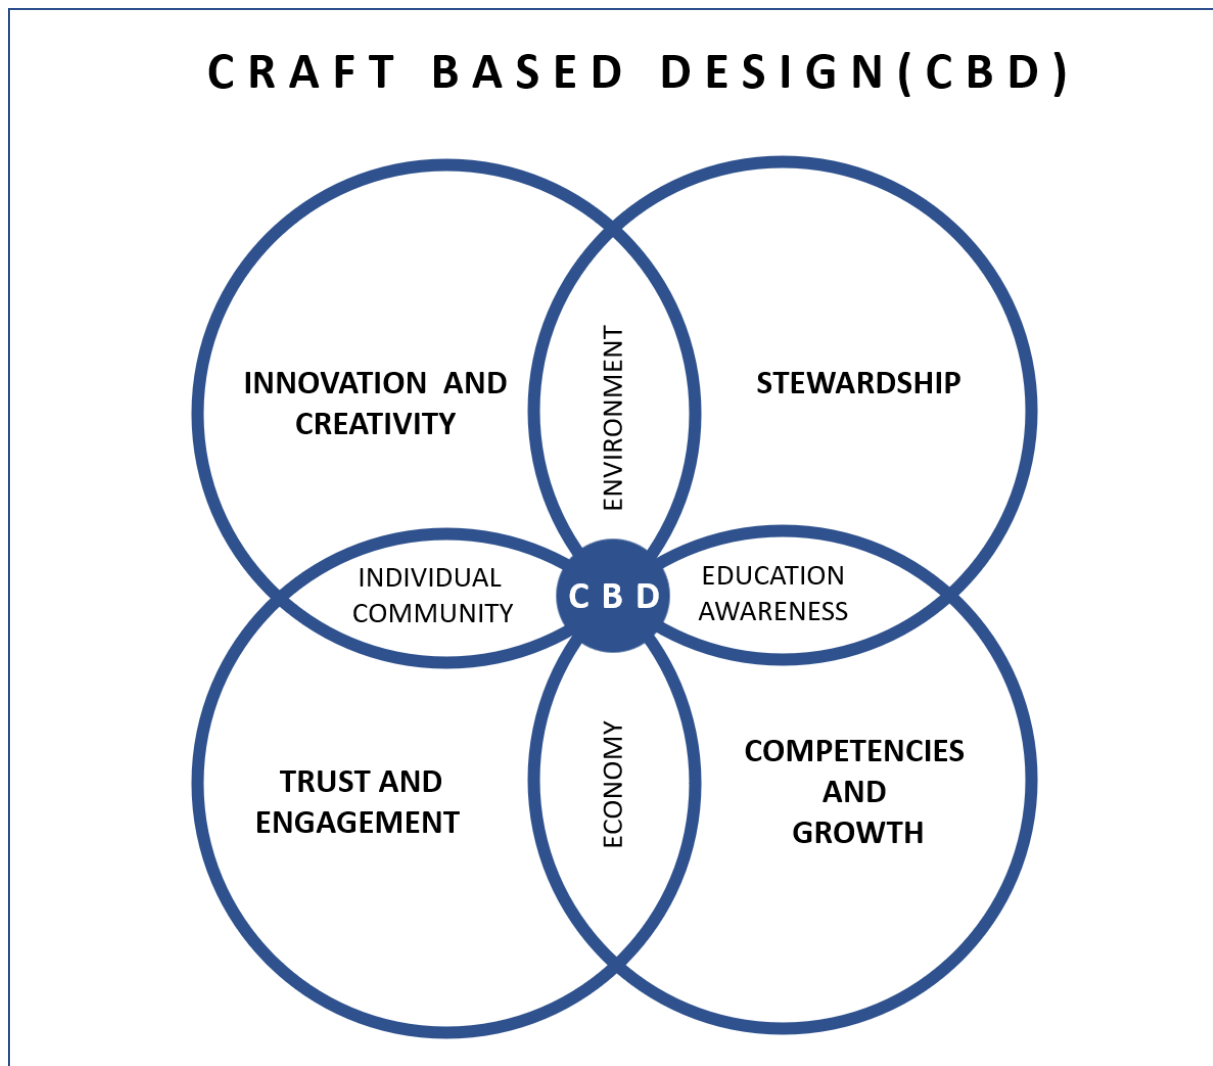 CRAFT BASED DESIGN(CBD)
INNOVATION AND
CREATIVITY
ENVIRONMENT
STEWARDSHIP
INDIVIDUAL
COMMUNITY
CBD
EDUCATION
AWARENESS
TRUST AND
ENGAGEMENT
ECONOMY
COMPETENCIES
AND
GROWTH